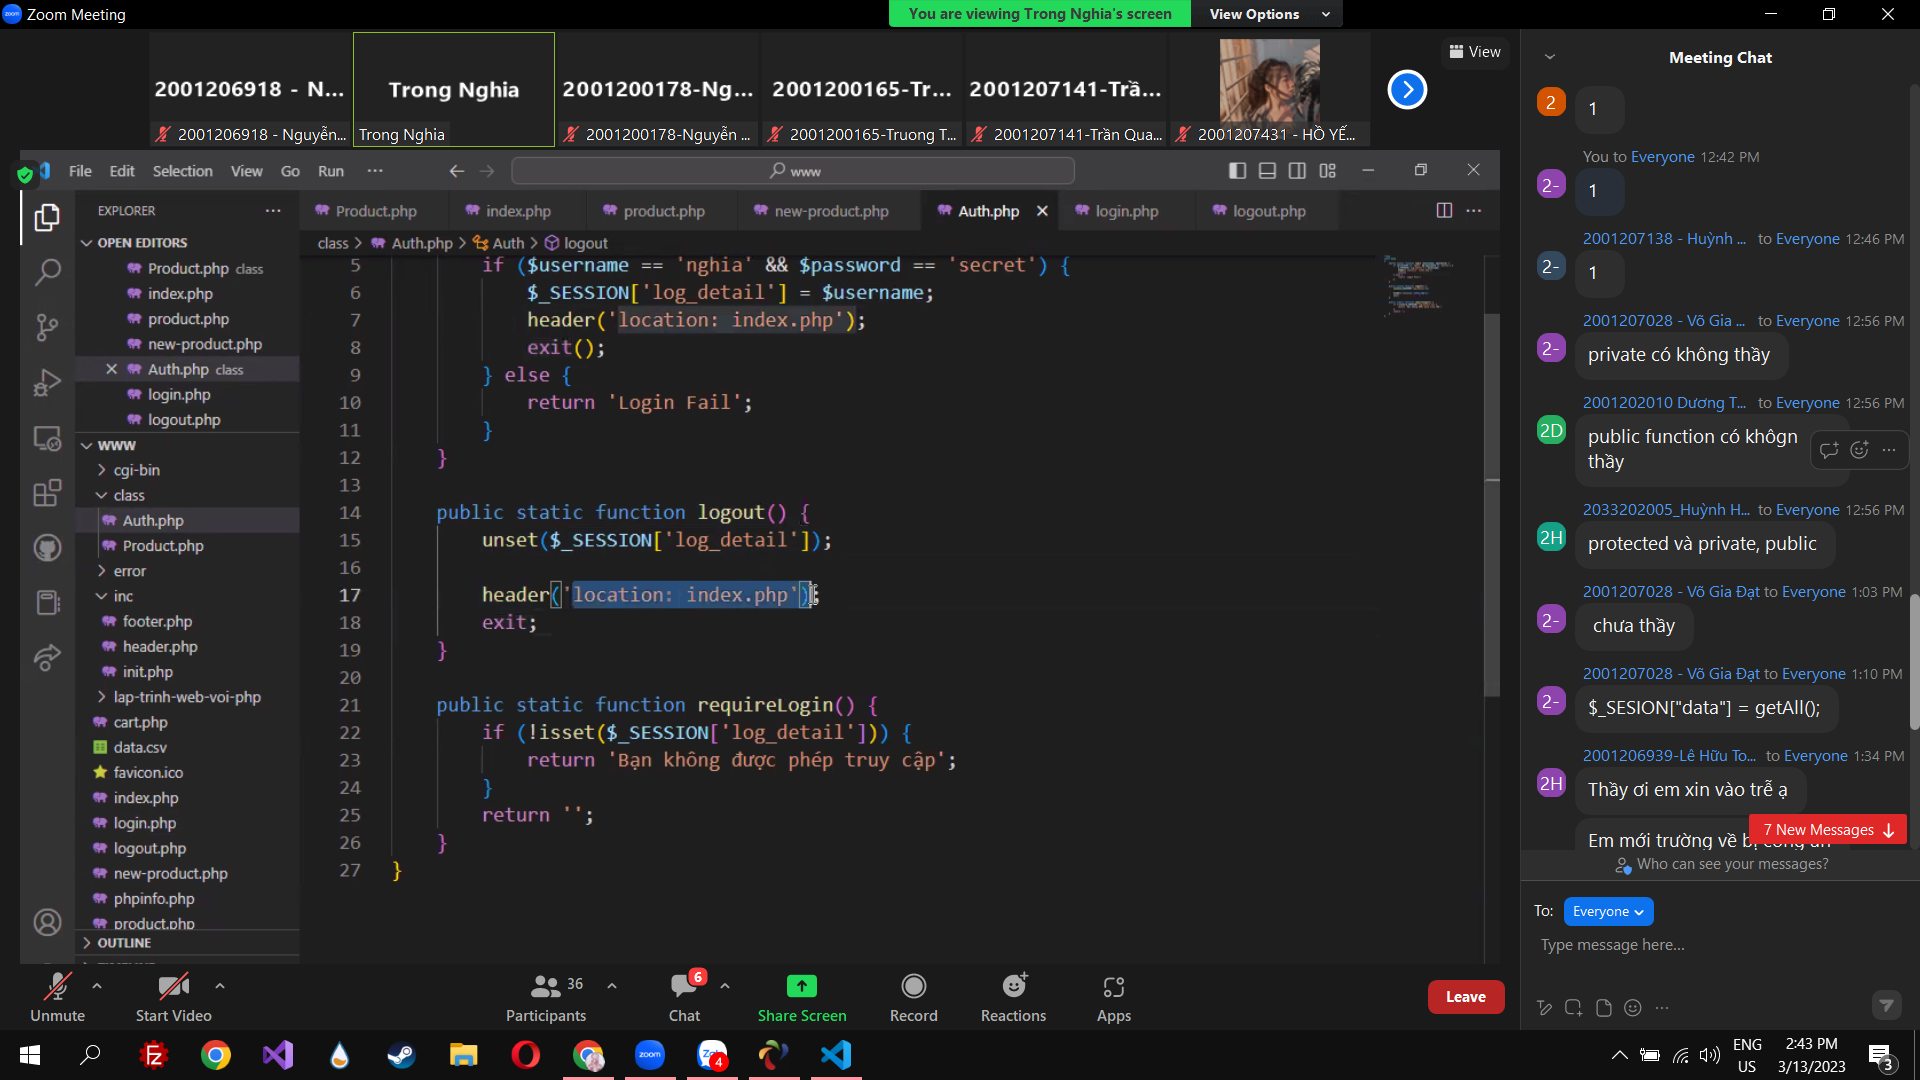 Zoom Meeting
You are viewing Trong Nghia's screen
View Options
2001206918 - N...
Trong Nghia
2001200178-Ng...
2001200165-Tr...
2001207141-Trầ...
View
2001206918 - Nguyễn...
Trong Nghia
2001200178-Nguyễn ...
2001200165-Truong T...
2001207141-Trần Qua...
2001207431 - HỒ YẾ...
File Edit Selection View Go Run ...
www
EXPLORER
Product.php
index.php
product.php
new-product.php
Auth.php
login.php
logout.php
class > Auth.php > Auth > logout
OPEN EDITORS
Product.php class
index.php
product.php
new-product.php
Auth.php class
login.php
logout.php
WWW
cgi-bin
class
Auth.php
Product.php
error
inc
footer.php
header.php
init.php
lap-trinh-web-voi-php
cart.php
data.csv
favicon.ico
index.php
login.php
logout.php
new-product.php
phpinfo.php
product.php
OUTLINE
5 if ($username == 'nghia' && $password == 'secret') {
6 $_SESSION['log_detail'] = $username;
7 header('location: index.php');
8 exit();
9 } else {
10 return 'Login Fail';
11 }
12 }
13
14 public static function logout() {
15 unset($_SESSION['log_detail']);
16
17 header('location: index.php');
18 exit;
19 }
20
21 public static function requireLogin() {
22 if (!isset($_SESSION['log_detail'])) {
23 return 'Bạn không được phép truy cập';
24 }
25 return '';
26 }
27 }
Meeting Chat
2
1
You to Everyone 12:42 PM
2-
1
2001207138 - Huỳnh ... to Everyone 12:46 PM
2-
1
2001207028 - Võ Gia ... to Everyone 12:56 PM
2-
private có không thầy
2001202010 Dương T... to Everyone 12:56 PM
2D
public function có khôgn
thầy
2033202005_Huỳnh H... to Everyone 12:56 PM
2H
protected và private, public
2001207028 - Võ Gia Đạt to Everyone 1:03 PM
2-
chưa thầy
2001207028 - Võ Gia Đạt to Everyone 1:10 PM
2-
$_SESION["data"] = getAll();
2001206939-Lê Hữu To... to Everyone 1:34 PM
2H
Thầy ơi em xin vào trễ ạ
7 New Messages
Em mới trường về bị công an
Who can see your messages?
To: Everyone
Type message here...
Unmute
Start Video
36
Participants
6
Chat
Share Screen
Record
Reactions
Apps
Leave
4
ENG
US
2:43 PM
3/13/2023
3